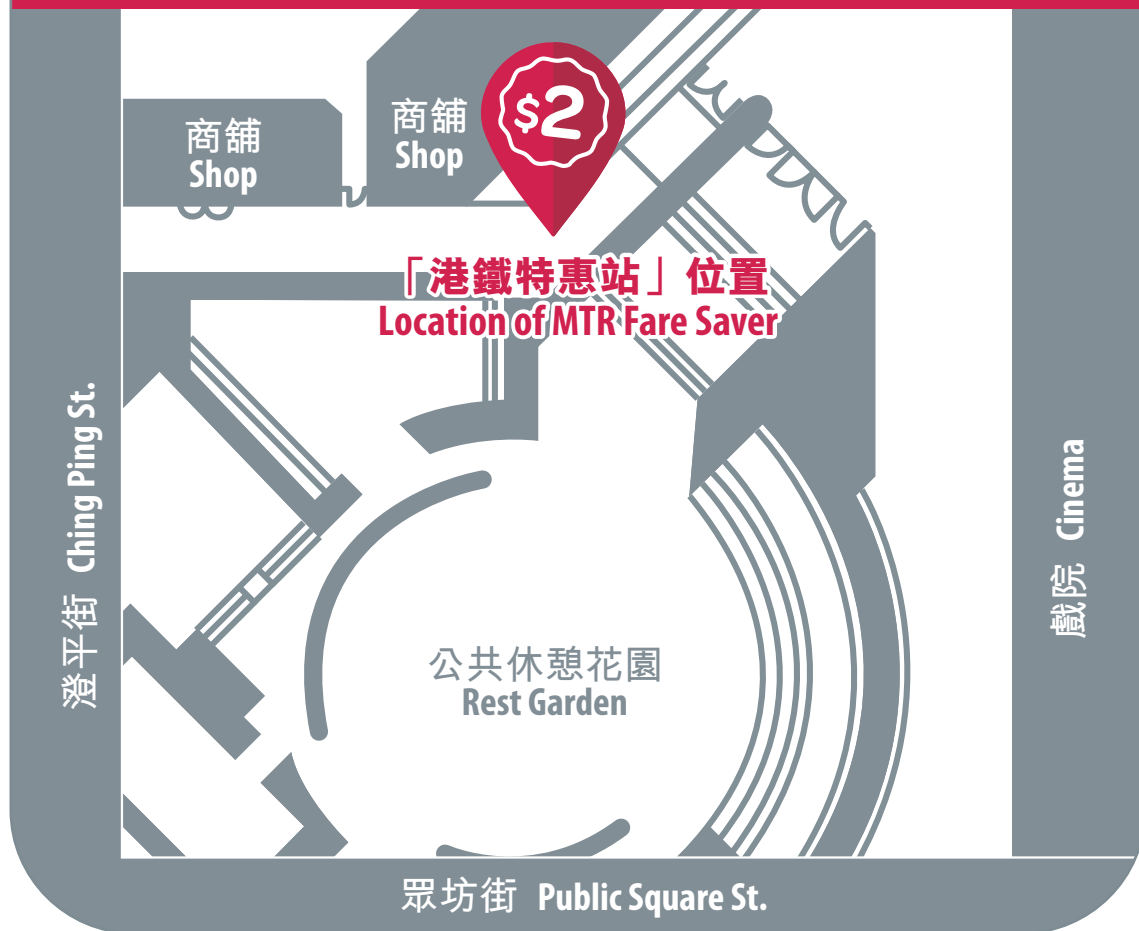 $2
商舖
Shop
商舖
Shop
「港鐵特惠站」位置
Location of MTR Fare Saver
澄平街 Ching Ping St.
戲院 Cinema
公共休憩花園
Rest Garden
眾坊街 Public Square St.